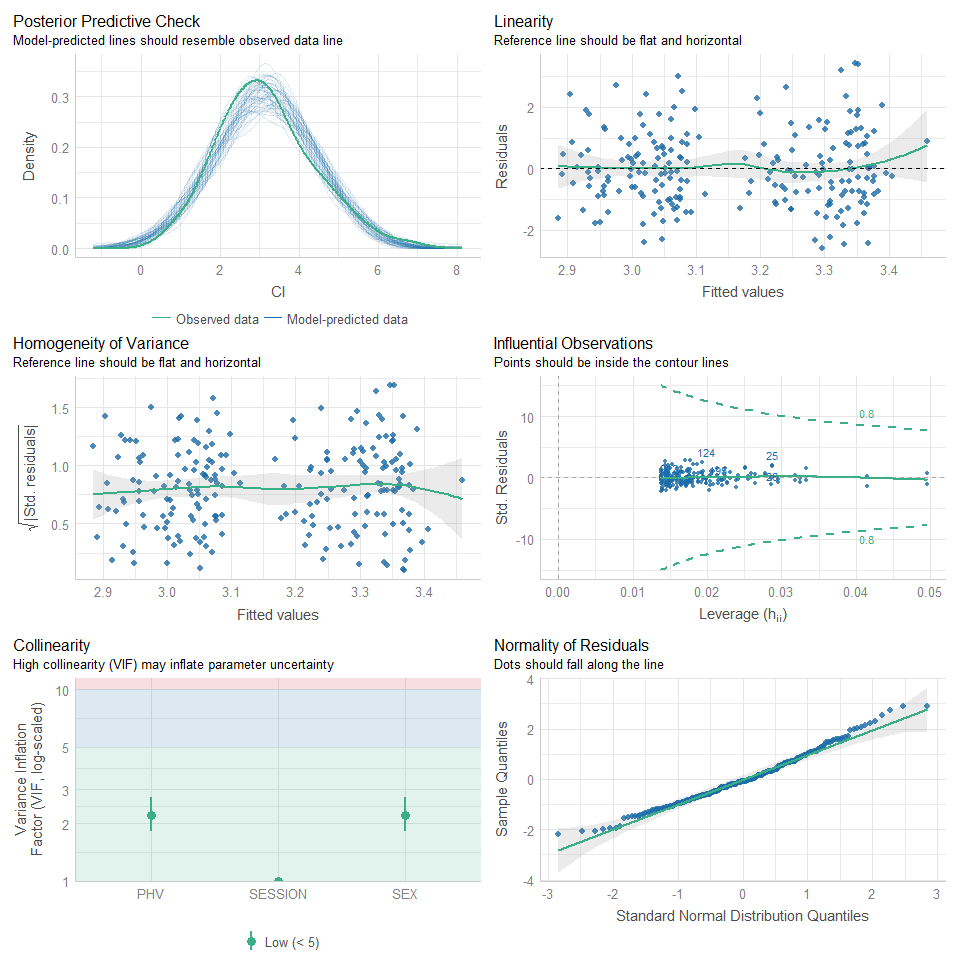 Posterior Predictive Check
Model-predicted lines should resemble observed data line
Density
0.3
0.2
0.1
0.0
0
2
4
6
8
CI
Observed data
Model-predicted data
Linearity
Reference line should be flat and horizontal
Residuals
2
0
-2
2.9
3.0
3.1
3.2
3.3
3.4
Fitted values
Homogeneity of Variance
Reference line should be flat and horizontal
√|Std. residuals|
1.5
1.0
0.5
2.9
3.0
3.1
3.2
3.3
3.4
Fitted values
Influential Observations
Points should be inside the contour lines
Std. Residuals
10
0
-10
0.8
124
25
0.8
0.00
0.01
0.02
0.03
0.04
0.05
Leverage (hii)
Collinearity
High collinearity (VIF) may inflate parameter uncertainty
Variance Inflation
Factor (VIF, log-scaled)
10
5
3
2
1
PHV
SESSION
SEX
Low (< 5)
Normality of Residuals
Dots should fall along the line
Sample Quantiles
4
2
0
-2
-4
-3
-2
-1
0
1
2
3
Standard Normal Distribution Quantiles